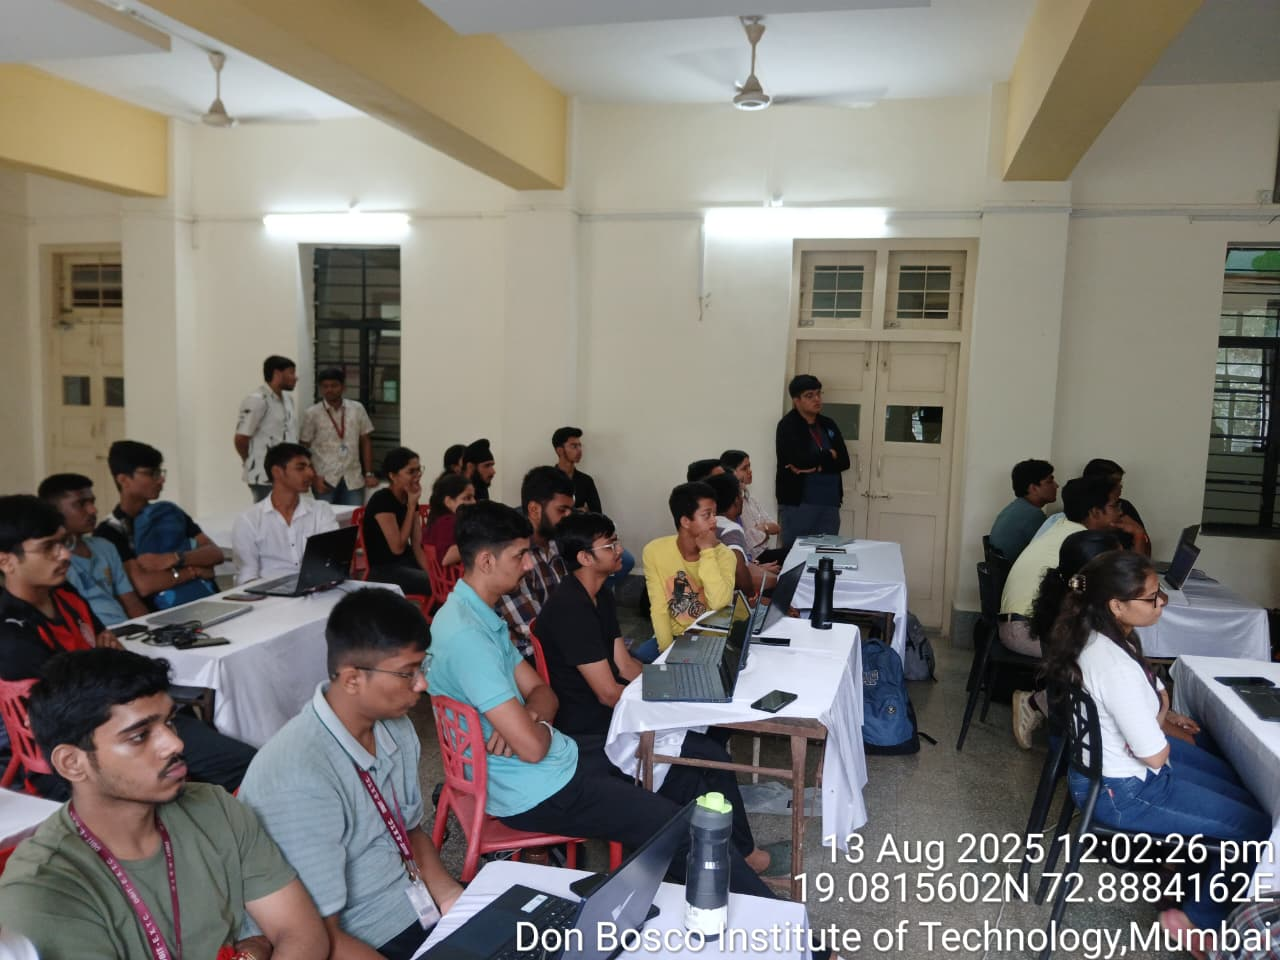 13 Aug 2025 12:02:26 pm
19.0815602N 72.8884162E
Don Bosco Institute of Technology,Mumbai